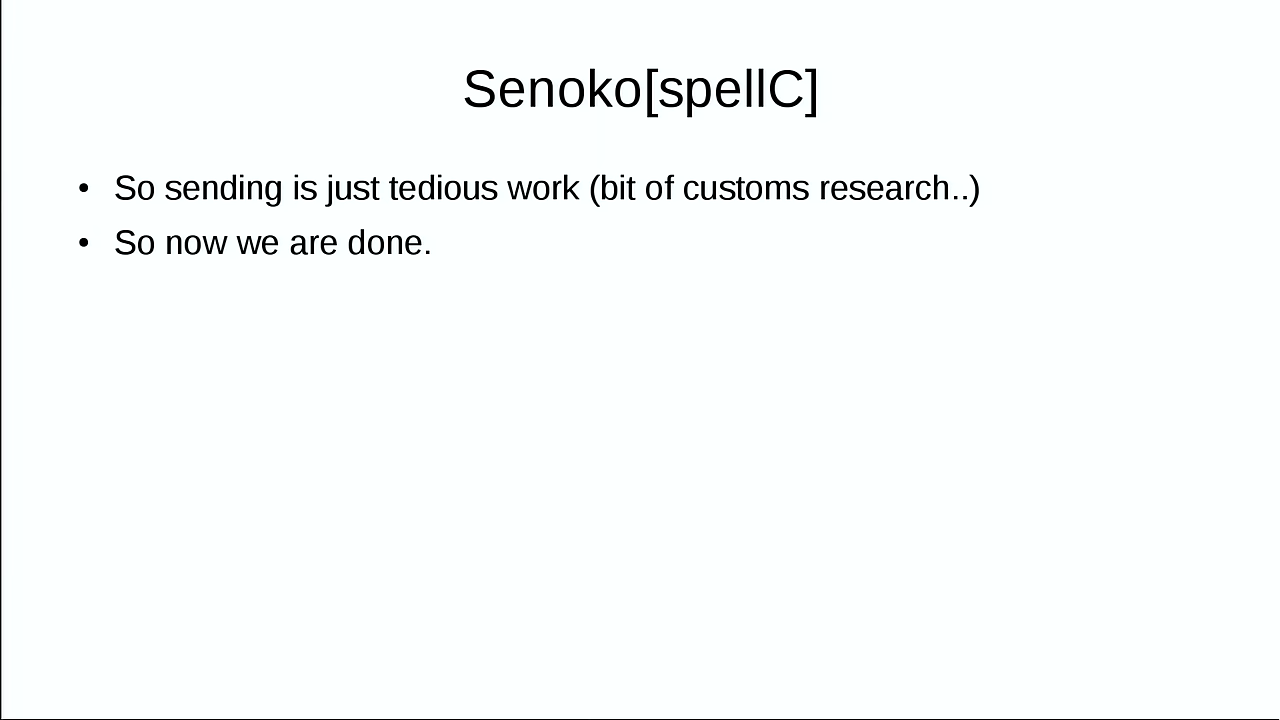 Senoko[spellC]
• So sending is just tedious work (bit of customs research..)
• So now we are done.